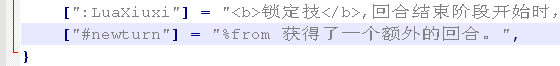 [":LuaXiuxi"] = "<b>锁定技</b>,回合结束阶段开始时,
["#newturn"] = "%from 获得了一个额外的回合。",
}